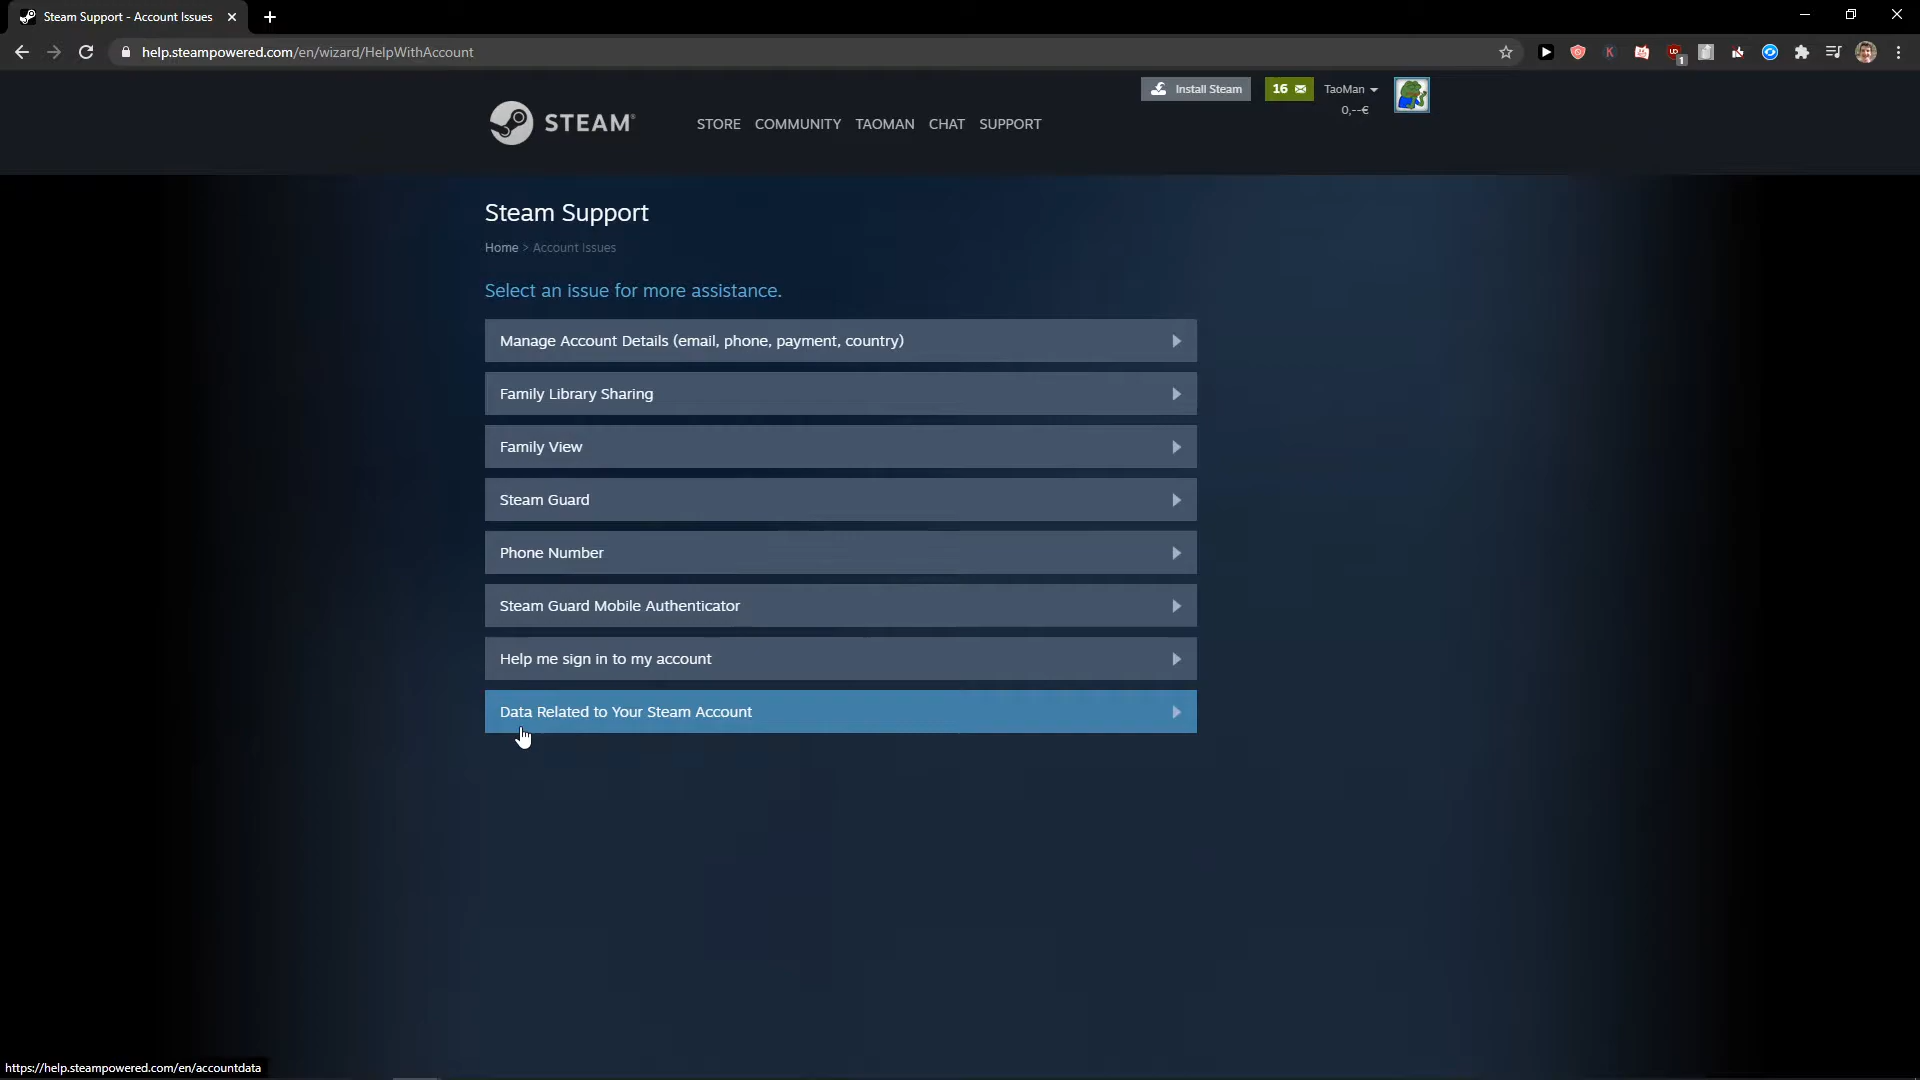 Steam Support - Account Issues
help.steampowered.com/en/wizard/HelpWithAccount
1
Install Steam
16
TaoMan
0,--€
STEAM®
STORE COMMUNITY TAOMAN CHAT SUPPORT
Steam Support
Home > Account Issues
Select an issue for more assistance.
Manage Account Details (email, phone, payment, country)
Family Library Sharing
Family View
Steam Guard
Phone Number
Steam Guard Mobile Authenticator
Help me sign in to my account
Data Related to Your Steam Account
https://help.steampowered.com/en/accountdata